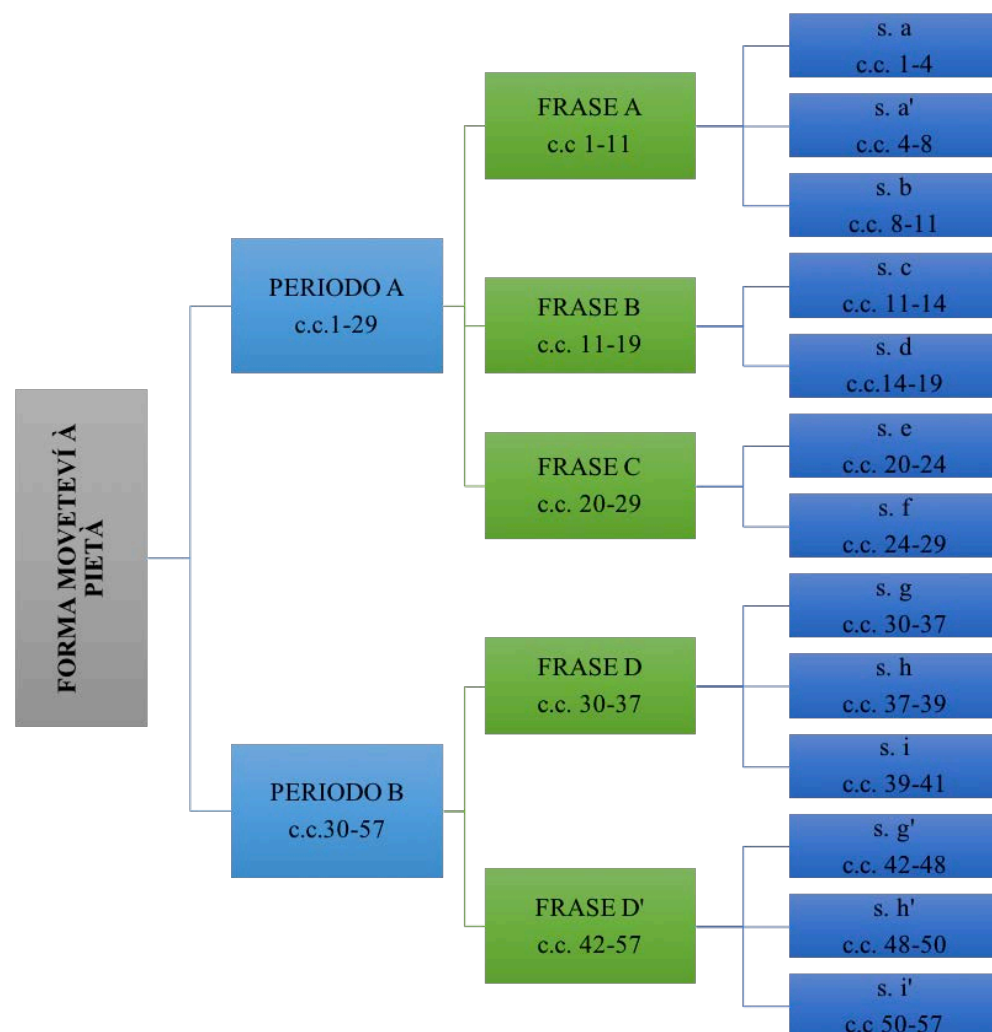 FORMA MOVETEVÍ À
PIETÀ
PERIODO A
c.c.1-29
FRASE A
c.c 1-11
s. a
c.c. 1-4
s. a'
c.c. 4-8
s. b
c.c. 8-11
FRASE B
c.c. 11-19
s. c
c.c. 11-14
s. d
c.c.14-19
FRASE C
c.c. 20-29
s. e
c.c. 20-24
s. f
c.c. 24-29
PERIODO B
c.c.30-57
FRASE D
c.c. 30-37
s. g
c.c. 30-37
s. h
c.c. 37-39
s. i
c.c. 39-41
FRASE D'
c.c. 42-57
s. g'
c.c. 42-48
s. h'
c.c. 48-50
s. i'
c.c 50-57